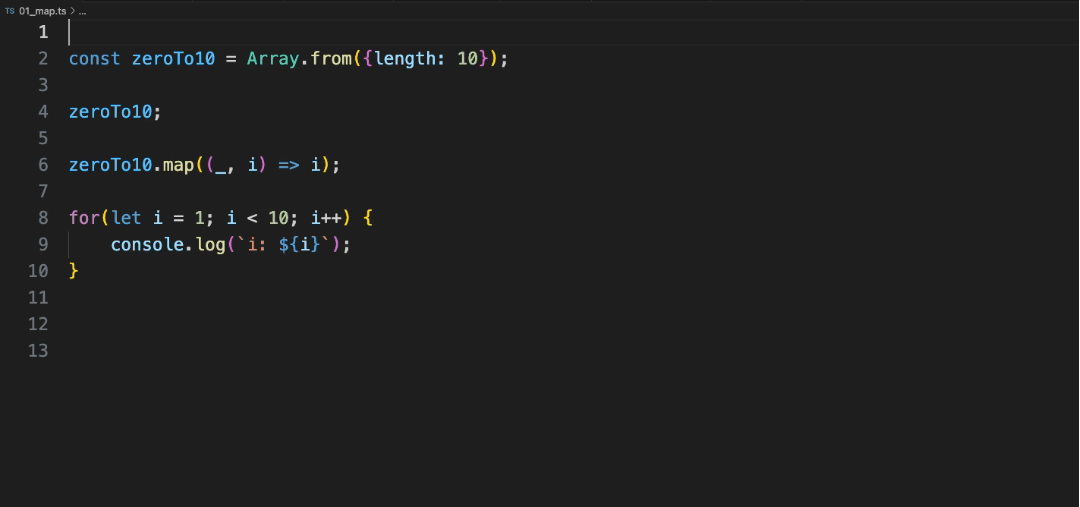 TS 01_map.ts > ...
1
2 const zeroTo10 = Array.from({length: 10});
3
4 zeroTo10;
5
6 zeroTo10.map((_, i) => i);
7
8 for(let i = 1; i < 10; i++) {
9     console.log(`i: ${i}`);
10 }
11
12
13